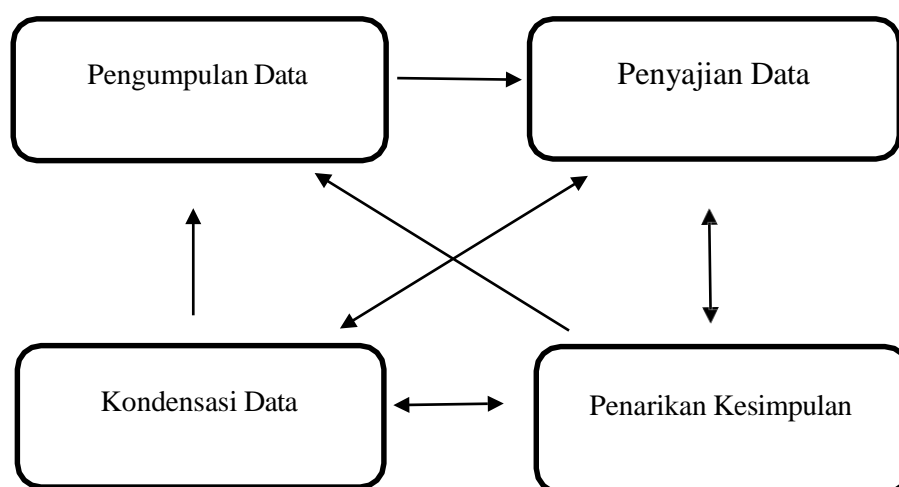 Pengumpulan Data
Penyajian Data
Kondensasi Data
Penarikan Kesimpulan